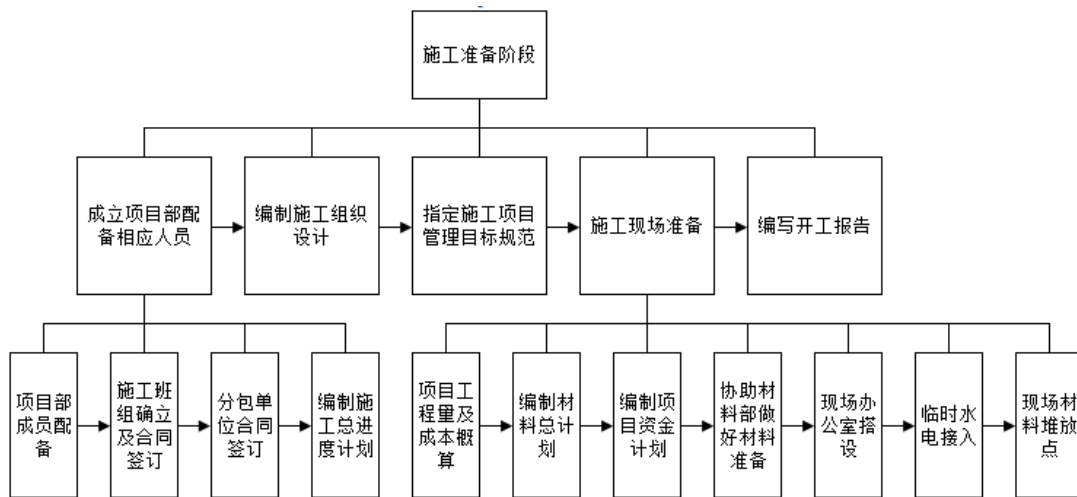 施工准备阶段
成立项目部配
备相应人员
编制施工组织
设计
指定施工项目
管理目标规范
施工现场准备
编写开工报告
项目部
成员配
备
施工班
组确立
及合同
签订
分包单
位合同
签订
编制施
工总进
度计划
项目工
程量及
成本概
算
编制材
料总计
划
编制项
目资金
计划
协助材
料部做
好材料
准备
现场办
公室搭
设
临时水
电接入
现场材
料堆放
点